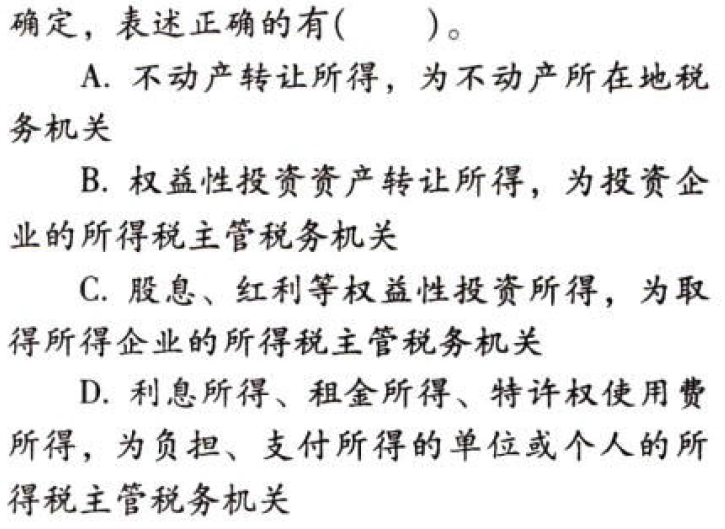 确定，表述正确的有(　　)。
A. 不动产转让所得，为不动产所在地税
务机关
B. 权益性投资资产转让所得，为投资企
业的所得税主管税务机关
C. 股息、红利等权益性投资所得，为取
得所得企业的所得税主管税务机关
D. 利息所得、租金所得、特许权使用费
所得，为负担、支付所得的单位或个人的所
得税主管税务机关